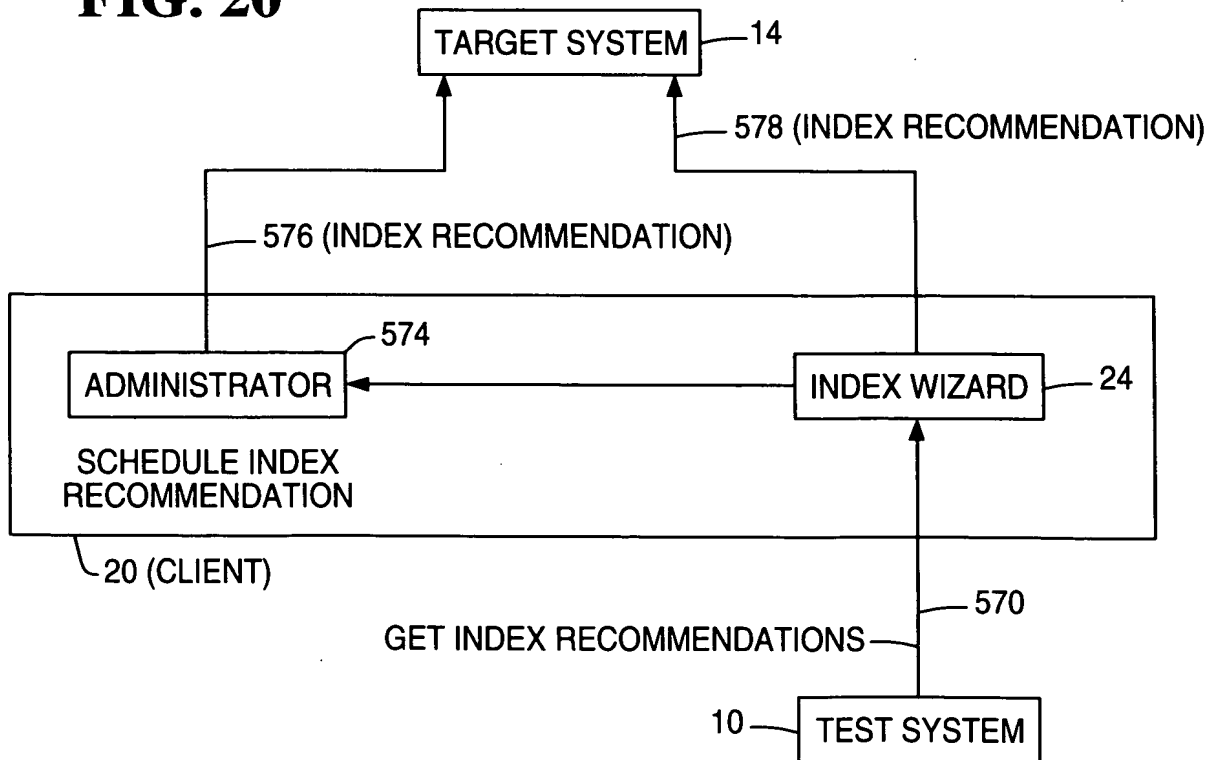 FIG. 20
TARGET SYSTEM
14
578 (INDEX RECOMMENDATION)
576 (INDEX RECOMMENDATION)
574
ADMINISTRATOR
INDEX WIZARD
24
SCHEDULE INDEX
RECOMMENDATION
20 (CLIENT)
570
GET INDEX RECOMMENDATIONS
10
TEST SYSTEM